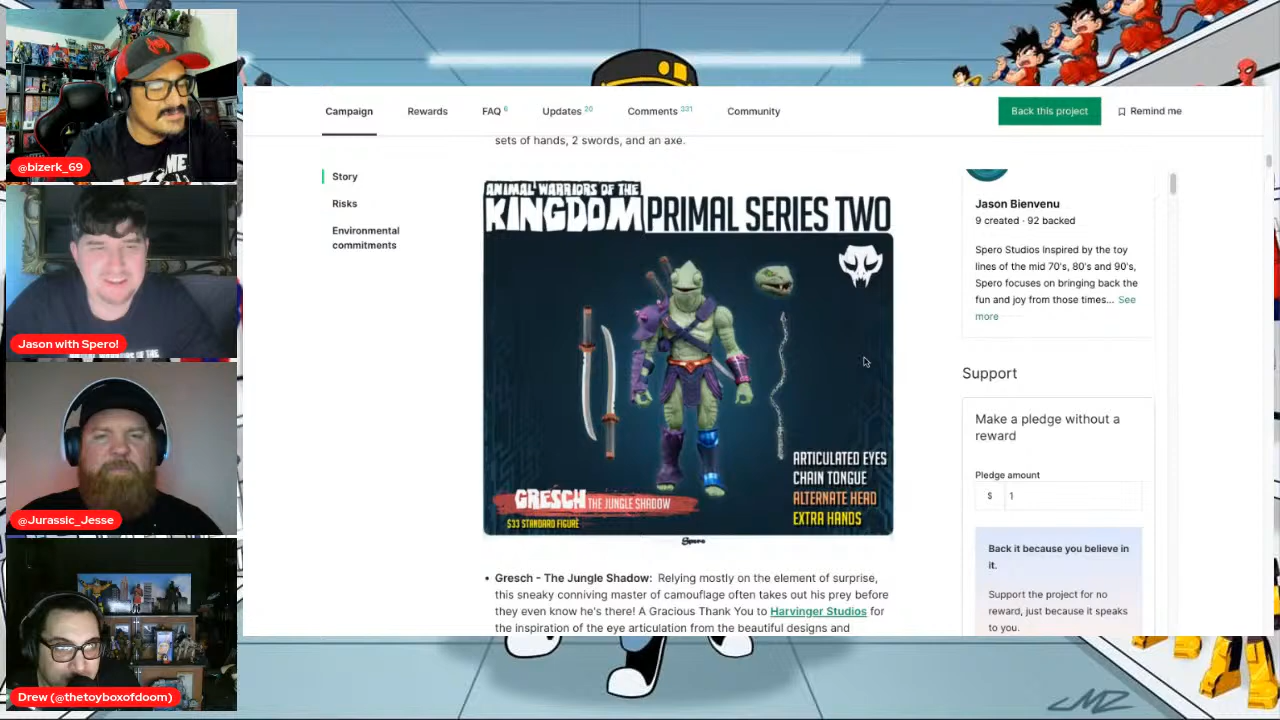 @bizerk_69
Jason with Spero!
@Jurassic_Jesse
Drew (@thetoyboxofdoom)
Campaign
Rewards
FAQ 6
Updates 20
Comments 331
Community
Back this project
Remind me
Story
Risks
Environmental
commitments
sets of hands, 2 swords, and an axe.
ANIMAL WARRIORS OF THE
KINGDOM PRIMAL SERIES TWO
ARTICULATED EYES
CHAIN TONGUE
ALTERNATE HEAD
EXTRA HANDS
GRESCH THE JUNGLE SHADOW
$33 STANDARD FIGURE
Spero
• Gresch - The Jungle Shadow: Relying mostly on the element of surprise,
this sneaky conniving master of camouflage often takes out his prey before
they even know he's there! A Gracious Thank You to Harvinger Studios for
the inspiration of the eye articulation from the beautiful designs and
Jason Bienvenu
9 created · 92 backed
Spero Studios Inspired by the toy
lines of the mid 70's, 80's and 90's,
Spero focuses on bringing back the
fun and joy from those times... See
more
Support
Make a pledge without a
reward
Pledge amount
$ 1
Back it because you believe in
it.
Support the project for no
reward, just because it speaks
to you.